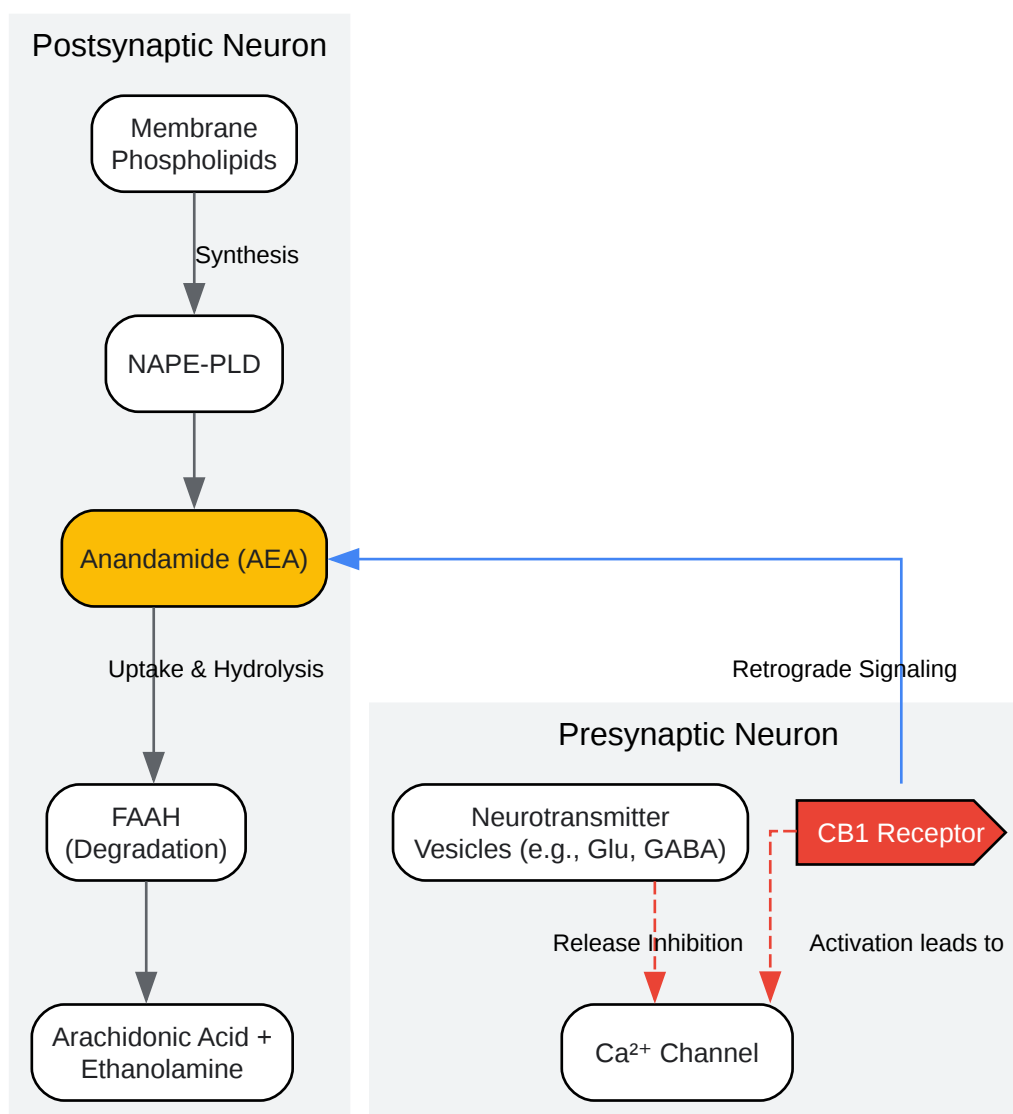 Postsynaptic Neuron
Membrane
Phospholipids
Synthesis
NAPE-PLD
Anandamide (AEA)
Uptake & Hydrolysis
Retrograde Signaling
FAAH
(Degradation)
Arachidonic Acid +
Ethanolamine
Presynaptic Neuron
Neurotransmitter
Vesicles (e.g., Glu, GABA)
CB1 Receptor
Release Inhibition
Activation leads to
Ca²⁺ Channel